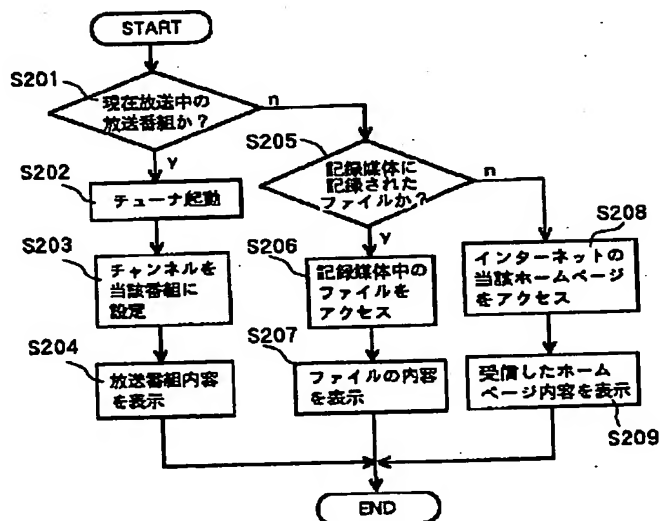 START
S201
現在放送中の
放送番組か?
n
y
S202
チューナ起動
S203
チャンネルを
当該番組に
設定
S204
放送番組内容
を表示
S205
記録媒体に
記録された
ファイルか?
n
y
S206
記録媒体中の
ファイルを
アクセス
S207
ファイルの内容
を表示
S208
インターネットの
当該ホームページ
をアクセス
受信したホーム
ページ内容を表示
S209
END